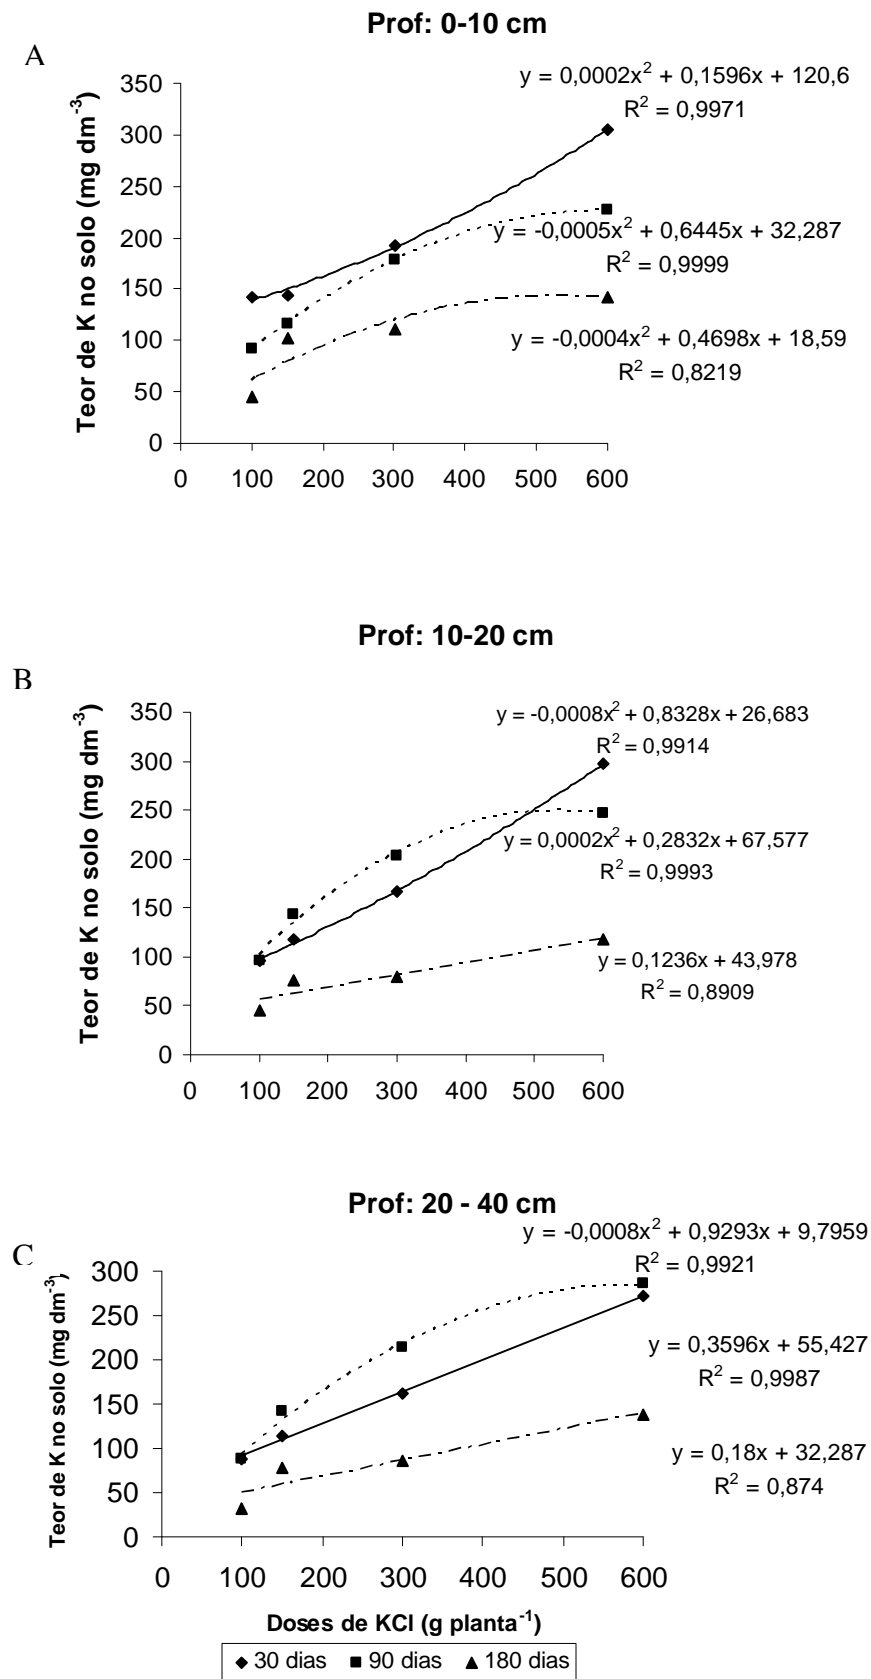 Prof: 0-10 cm
A
y = 0,0002x² + 0,1596x + 120,6
R² = 0,9971
y = -0,0005x² + 0,6445x + 32,287
R² = 0,9999
y = -0,0004x² + 0,4698x + 18,59
R² = 0,8219
Teor de K no solo (mg dm⁻³)
350
300
250
200
150
100
50
0
0 100 200 300 400 500 600
Prof: 10-20 cm
B
y = -0,0008x² + 0,8328x + 26,683
R² = 0,9914
y = 0,0002x² + 0,2832x + 67,577
R² = 0,9993
y = 0,1236x + 43,978
R² = 0,8909
Teor de K no solo (mg dm⁻³)
350
300
250
200
150
100
50
0
0 100 200 300 400 500 600
Prof: 20 - 40 cm
C
y = -0,0008x² + 0,9293x + 9,7959
R² = 0,9921
y = 0,3596x + 55,427
R² = 0,9987
y = 0,18x + 32,287
R² = 0,874
Teor de K no solo (mg dm⁻³)
300
250
200
150
100
50
0
0 100 200 300 400 500 600
Doses de KCl (g planta⁻¹)
30 dias 90 dias 180 dias